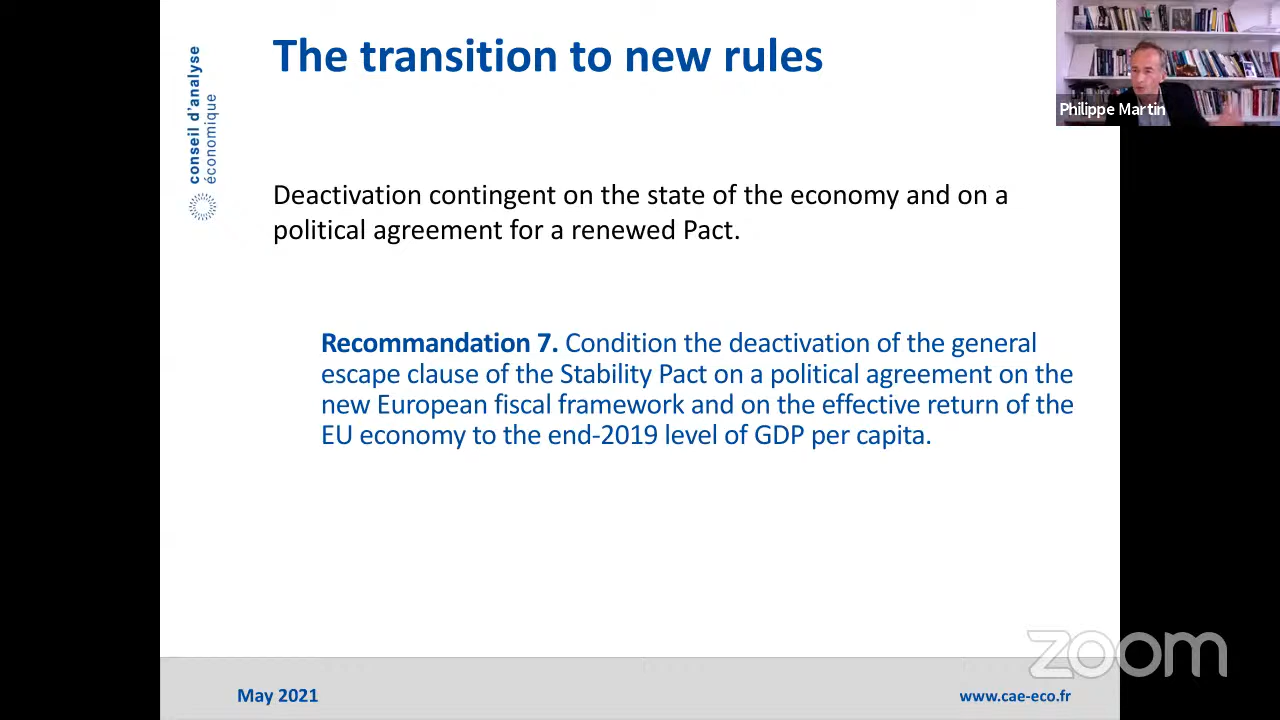 The transition to new rules
conseil d'analyse
économique
Philippe Martin
Deactivation contingent on the state of the economy and on a
political agreement for a renewed Pact.
Recommandation 7. Condition the deactivation of the general
escape clause of the Stability Pact on a political agreement on the
new European fiscal framework and on the effective return of the
EU economy to the end-2019 level of GDP per capita.
zoom
May 2021
www.cae-eco.fr